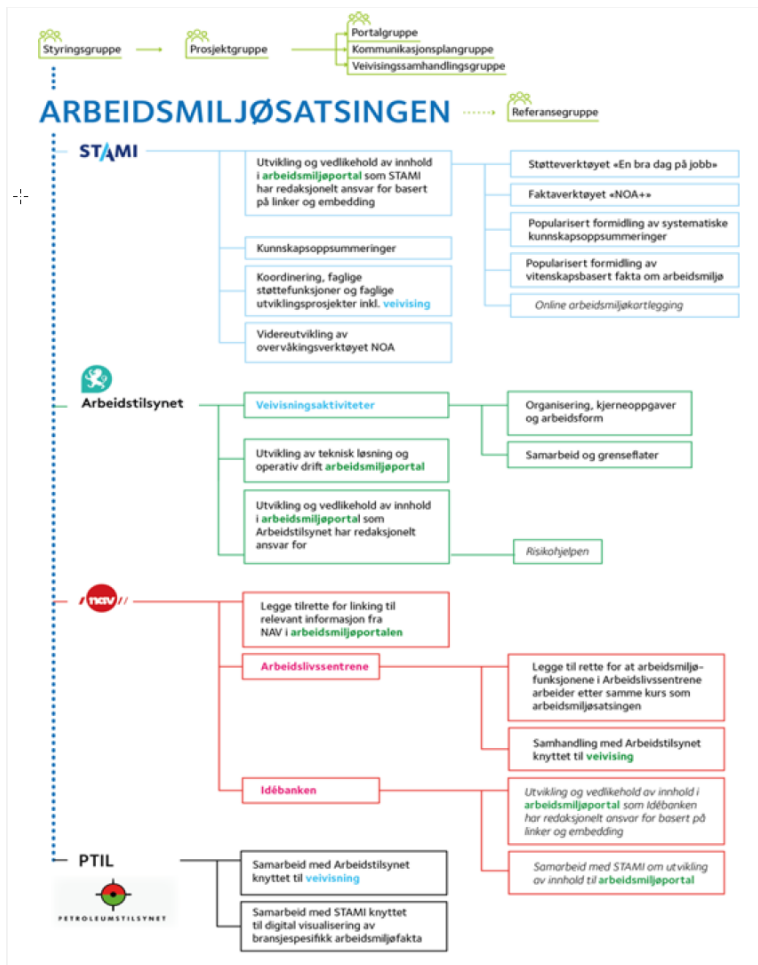 Styringsgruppe
Prosjektgruppe
Portalgruppe
Kommunikasjonsplangruppe
Veivisingssamhandlingsgruppe
ARBEIDSMILJØSATSINGEN
Referansegruppe
STAMI
Utvikling og vedlikehold av innhold
i arbeidsmiljøportal som STAMI
har redaksjonelt ansvar for basert
på linker og embedding
Kunnskapsoppsummeringer
Koordinering, faglige
støttefunksjoner og faglige
utviklingsprosjekter inkl. veivising
Videreutvikling av
overvåkingsverktøyet NOA
Støtteverktøyet «En bra dag på jobb»
Faktaverktøyet «NOA+»
Popularisert formidling av systematiske
kunnskapsoppsummeringer
Popularisert formidling av
vitenskapsbasert fakta om arbeidsmiljø
Online arbeidsmiljøkartlegging
Arbeidstilsynet
Veivisningsaktiviteter
Utvikling av teknisk løsning og
operativ drift arbeidsmiljøportal
Utvikling og vedlikehold av innhold
i arbeidsmiljøportal som
Arbeidstilsynet har redaksjonelt
ansvar for
Organisering, kjerneoppgaver
og arbeidsform
Samarbeid og grenseflater
Risikohjelpen
nav
Legge tilrette for linking til
relevant informasjon fra
NAV i arbeidsmiljøportalen
Arbeidslivssentrene
Legge til rette for at arbeidsmiljø-
funksjonene i Arbeidslivssentrene
arbeider etter samme kurs som
arbeidsmiljøsatsingen
Samhandling med Arbeidstilsynet
knyttet til veivising
Idébanken
Utvikling og vedlikehold av innhold i
arbeidsmiljøportal som Idébanken
har redaksjonelt ansvar for basert på
linker og embedding
Samarbeid med STAMI om utvikling
av innhold til arbeidsmiljøportal
PTIL
PETROLEUMSTILSYNET
Samarbeid med Arbeidstilsynet
knyttet til veivisning
Samarbeid med STAMI knyttet
til digital visualisering av
bransjespesifikk arbeidsmiljøfakta